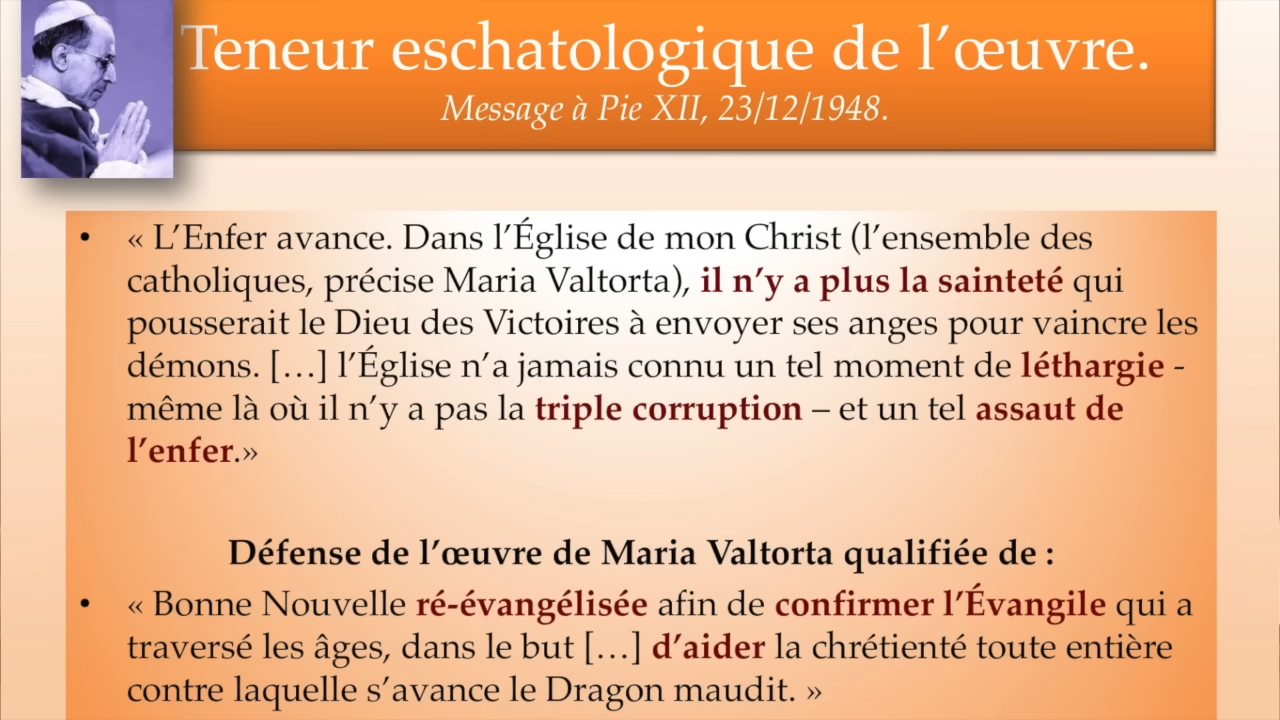 Teneur eschatologique de l’œuvre.
Message à Pie XII, 23/12/1948.
• « L’Enfer avance. Dans l’Église de mon Christ (l’ensemble des
catholiques, précise Maria Valtorta), il n’y a plus la sainteté qui
pousserait le Dieu des Victoires à envoyer ses anges pour vaincre les
démons. […] l’Église n’a jamais connu un tel moment de léthargie -
même là où il n’y a pas la triple corruption – et un tel assaut de
l’enfer.»
Défense de l’œuvre de Maria Valtorta qualifiée de :
• « Bonne Nouvelle ré-évangélisée afin de confirmer l’Évangile qui a
traversé les âges, dans le but […] d’aider la chrétienté toute entière
contre laquelle s’avance le Dragon maudit. »